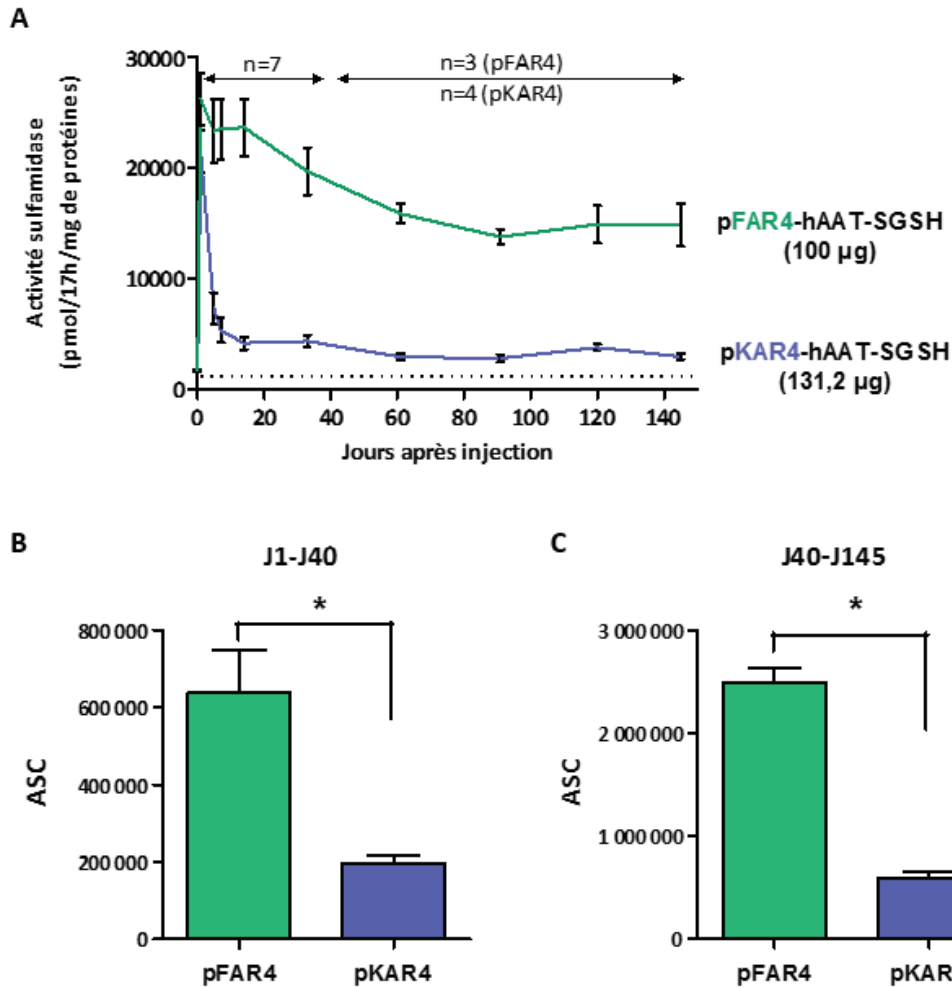 A
n=7
n=3 (pFAR4)
n=4 (pKAR4)
Activité sulfamidase
(pmol/17h/mg de protéines)
30000
20000
10000
0
0 20 40 60 80 100 120 140
Jours après injection
pFAR4-hAAT-SGSH
(100 µg)
pKAR4-hAAT-SGSH
(131,2 µg)
B
J1-J40
*
ASC
800 000
600 000
400 000
200 000
0
pFAR4 pKAR4
C
J40-J145
*
ASC
3 000 000
2 000 000
1 000 000
0
pFAR4 pKAR